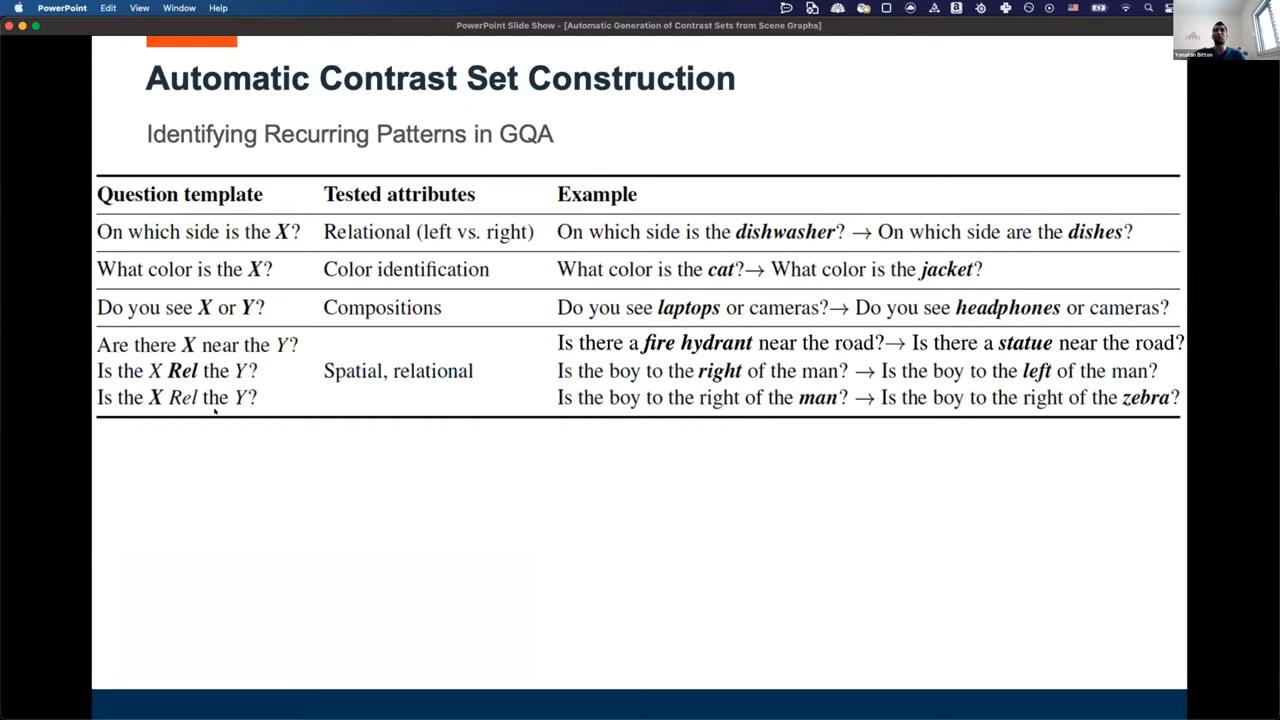 PowerPoint Edit View Window Help
PowerPoint Slide Show - [Automatic Generation of Contrast Sets from Scene Graphs]
Yonatan Bitton
Automatic Contrast Set Construction
Identifying Recurring Patterns in GQA
Question template Tested attributes Example
On which side is the X? Relational (left vs. right) On which side is the dishwasher? → On which side are the dishes?
What color is the X? Color identification What color is the cat?→ What color is the jacket?
Do you see X or Y? Compositions Do you see laptops or cameras?→ Do you see headphones or cameras?
Are there X near the Y? Is there a fire hydrant near the road?→ Is there a statue near the road?
Is the X Rel the Y? Spatial, relational Is the boy to the right of the man? → Is the boy to the left of the man?
Is the X Rel the Y? Is the boy to the right of the man? → Is the boy to the right of the zebra?